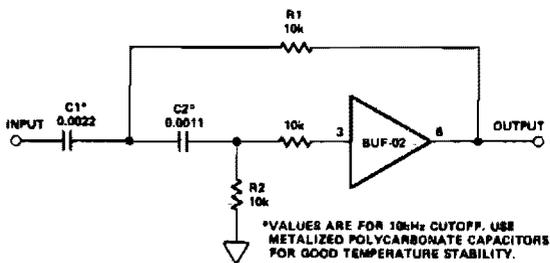 R1
10k
C1*
0.0022
C2*
0.0011
INPUT
10k
3
BUF-02
6
OUTPUT
R2
10k
*VALUES ARE FOR 10kHz CUTOFF. USE
METALIZED POLYCARBONATE CAPACITORS
FOR GOOD TEMPERATURE STABILITY.